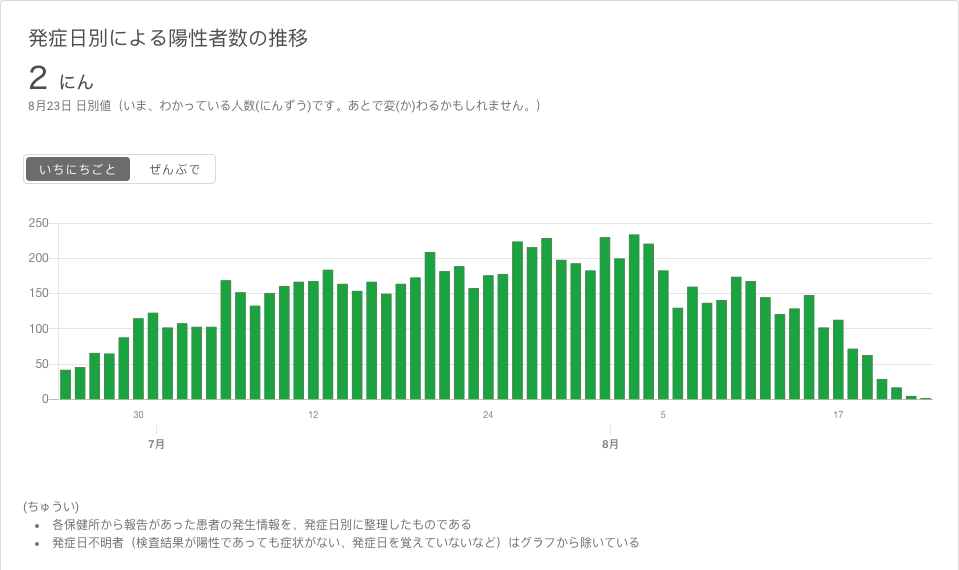 発症日別による陽性者数の推移
2 にん
8月23日 日別値（いま、わかっている人数(にんずう)です。あとで変(か)わるかもしれません。）
いちにちごと ぜんぶで
250
200
150
100
50
0
30 12 24 5 17
7月 8月
(ちゅうい)
• 各保健所から報告があった患者の発生情報を、発症日別に整理したものである
• 発症日不明者（検査結果が陽性であっても症状がない、発症日を覚えていないなど）はグラフから除いている